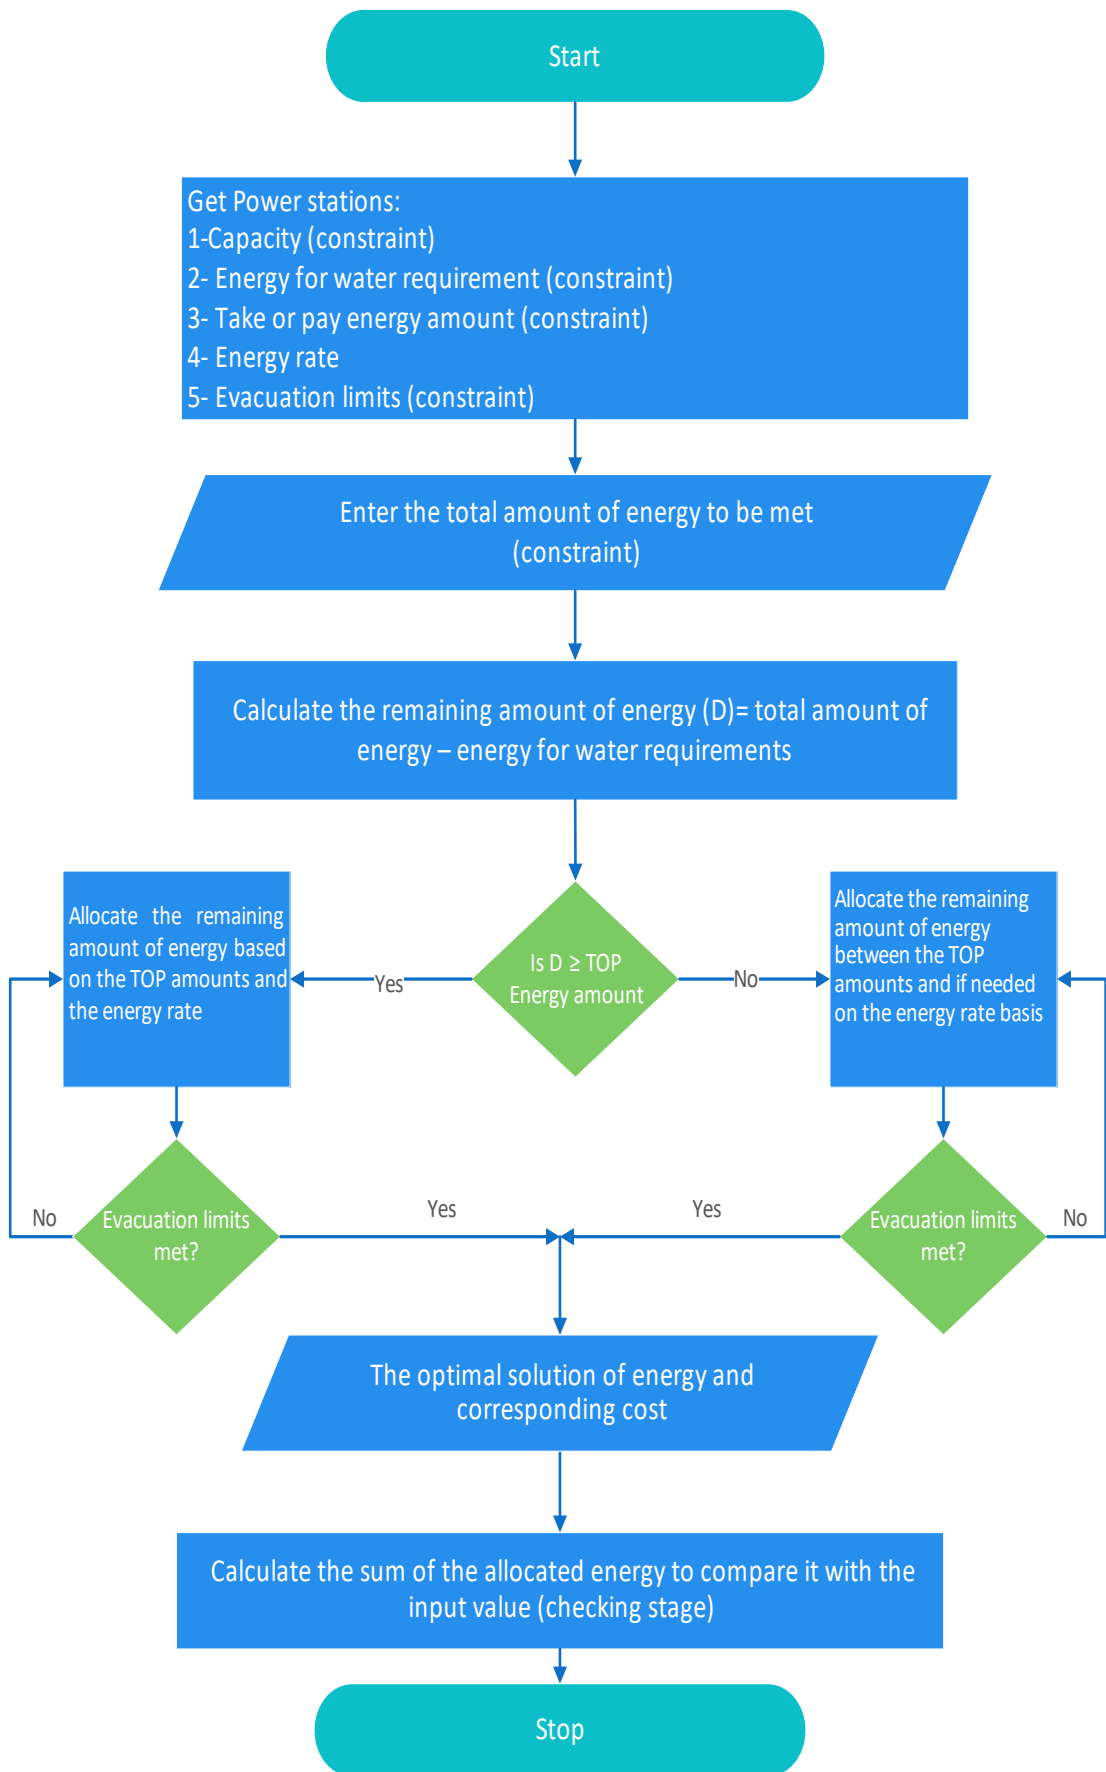 Start
Get Power stations:
1-Capacity (constraint)
2- Energy for water requirement (constraint)
3- Take or pay energy amount (constraint)
4- Energy rate
5- Evacuation limits (constraint)
Enter the total amount of energy to be met
(constraint)
Calculate the remaining amount of energy (D)= total amount of
energy – energy for water requirements
Is D ≥ TOP
Energy amount
Yes
No
Allocate the remaining
amount of energy based
on the TOP amounts and
the energy rate
Allocate the remaining
amount of energy
between the TOP
amounts and if needed
on the energy rate basis
Evacuation limits
met?
No
Yes
Evacuation limits
met?
Yes
No
The optimal solution of energy and
corresponding cost
Calculate the sum of the allocated energy to compare it with the
input value (checking stage)
Stop